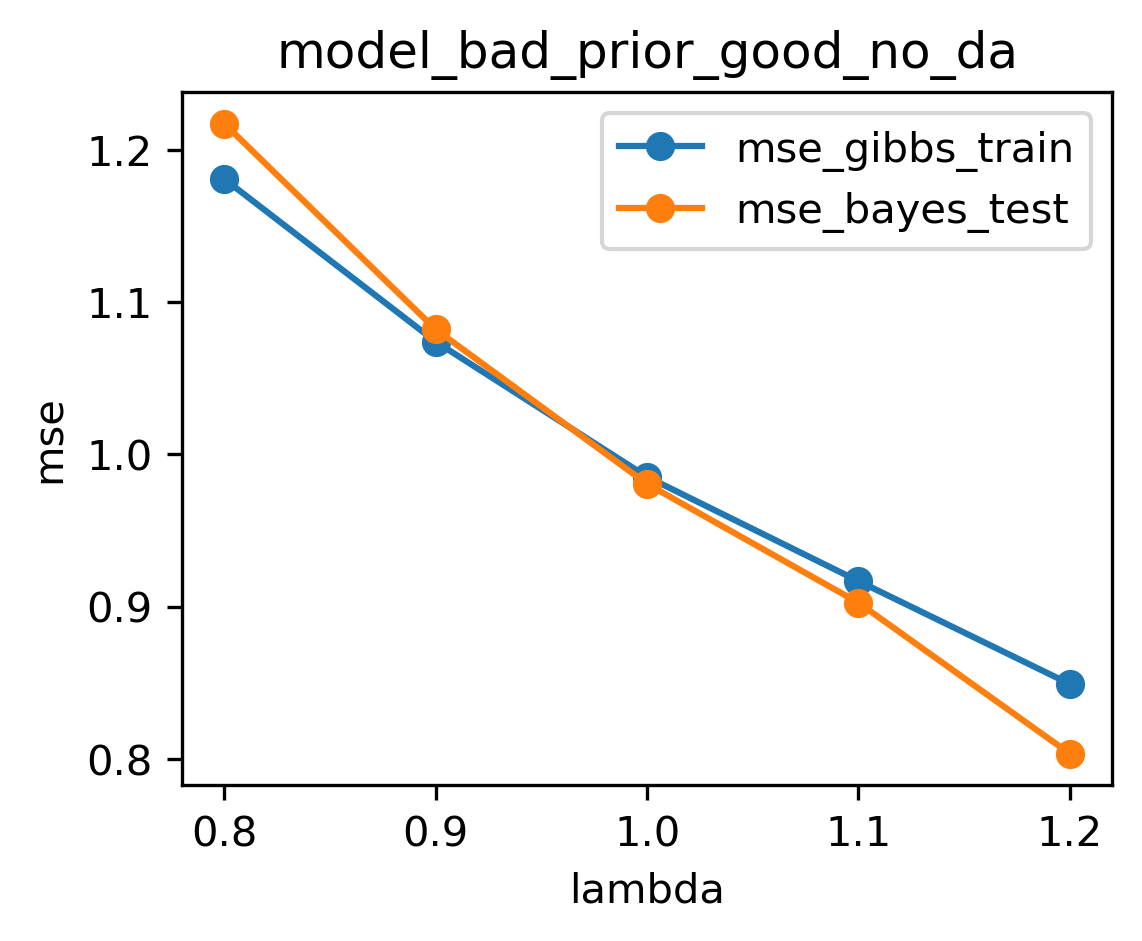 model_bad_prior_good_no_da
mse_gibbs_train
mse_bayes_test
1.2
1.1
1.0
0.9
0.8
mse
0.8 0.9 1.0 1.1 1.2
lambda